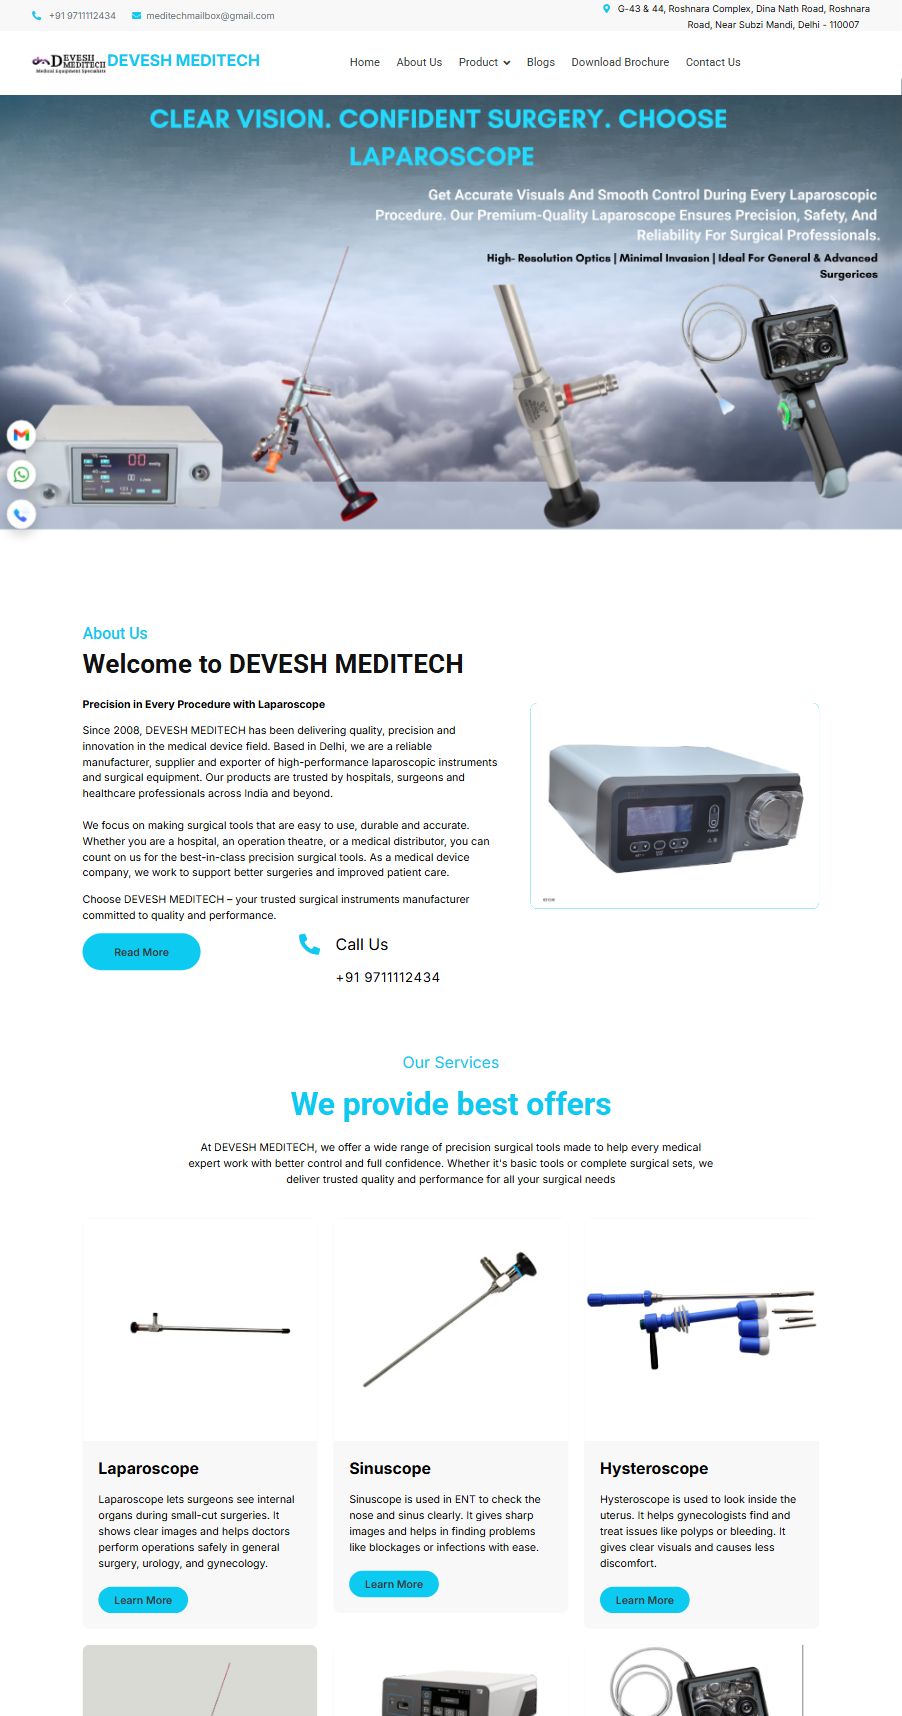 +91 9711112434
meditechmailbox@gmail.com
G-43 & 44, Roshnara Complex, Dina Nath Road, Roshnara
Road, Near Subzi Mandi, Delhi - 110007
DEVESH
MEDITECH
Medical Equipment Specialists
DEVESH MEDITECH
Home
About Us
Product
Blogs
Download Brochure
Contact Us
CLEAR VISION. CONFIDENT SURGERY. CHOOSE
LAPAROSCOPE
Get Accurate Visuals And Smooth Control During Every Laparoscopic
Procedure. Our Premium-Quality Laparoscope Ensures Precision, Safety, And
Reliability For Surgical Professionals.
High- Resolution Optics | Minimal Invasion | Ideal For General & Advanced
Surgerices
00
About Us
Welcome to DEVESH MEDITECH
Precision in Every Procedure with Laparoscope
Since 2008, DEVESH MEDITECH has been delivering quality, precision and
innovation in the medical device field. Based in Delhi, we are a reliable
manufacturer, supplier and exporter of high-performance laparoscopic instruments
and surgical equipment. Our products are trusted by hospitals, surgeons and
healthcare professionals across India and beyond.
We focus on making surgical tools that are easy to use, durable and accurate.
Whether you are a hospital, an operation theatre, or a medical distributor, you can
count on us for the best-in-class precision surgical tools. As a medical device
company, we work to support better surgeries and improved patient care.
Choose DEVESH MEDITECH – your trusted surgical instruments manufacturer
committed to quality and performance.
Read More
Call Us
+91 9711112434
Our Services
We provide best offers
At DEVESH MEDITECH, we offer a wide range of precision surgical tools made to help every medical
expert work with better control and full confidence. Whether it's basic tools or complete surgical sets, we
deliver trusted quality and performance for all your surgical needs
Laparoscope
Laparoscope lets surgeons see internal
organs during small-cut surgeries. It
shows clear images and helps doctors
perform operations safely in general
surgery, urology, and gynecology.
Learn More
Sinuscope
Sinuscope is used in ENT to check the
nose and sinus clearly. It gives sharp
images and helps in finding problems
like blockages or infections with ease.
Learn More
Hysteroscope
Hysteroscope is used to look inside the
uterus. It helps gynecologists find and
treat issues like polyps or bleeding. It
gives clear visuals and causes less
discomfort.
Learn More